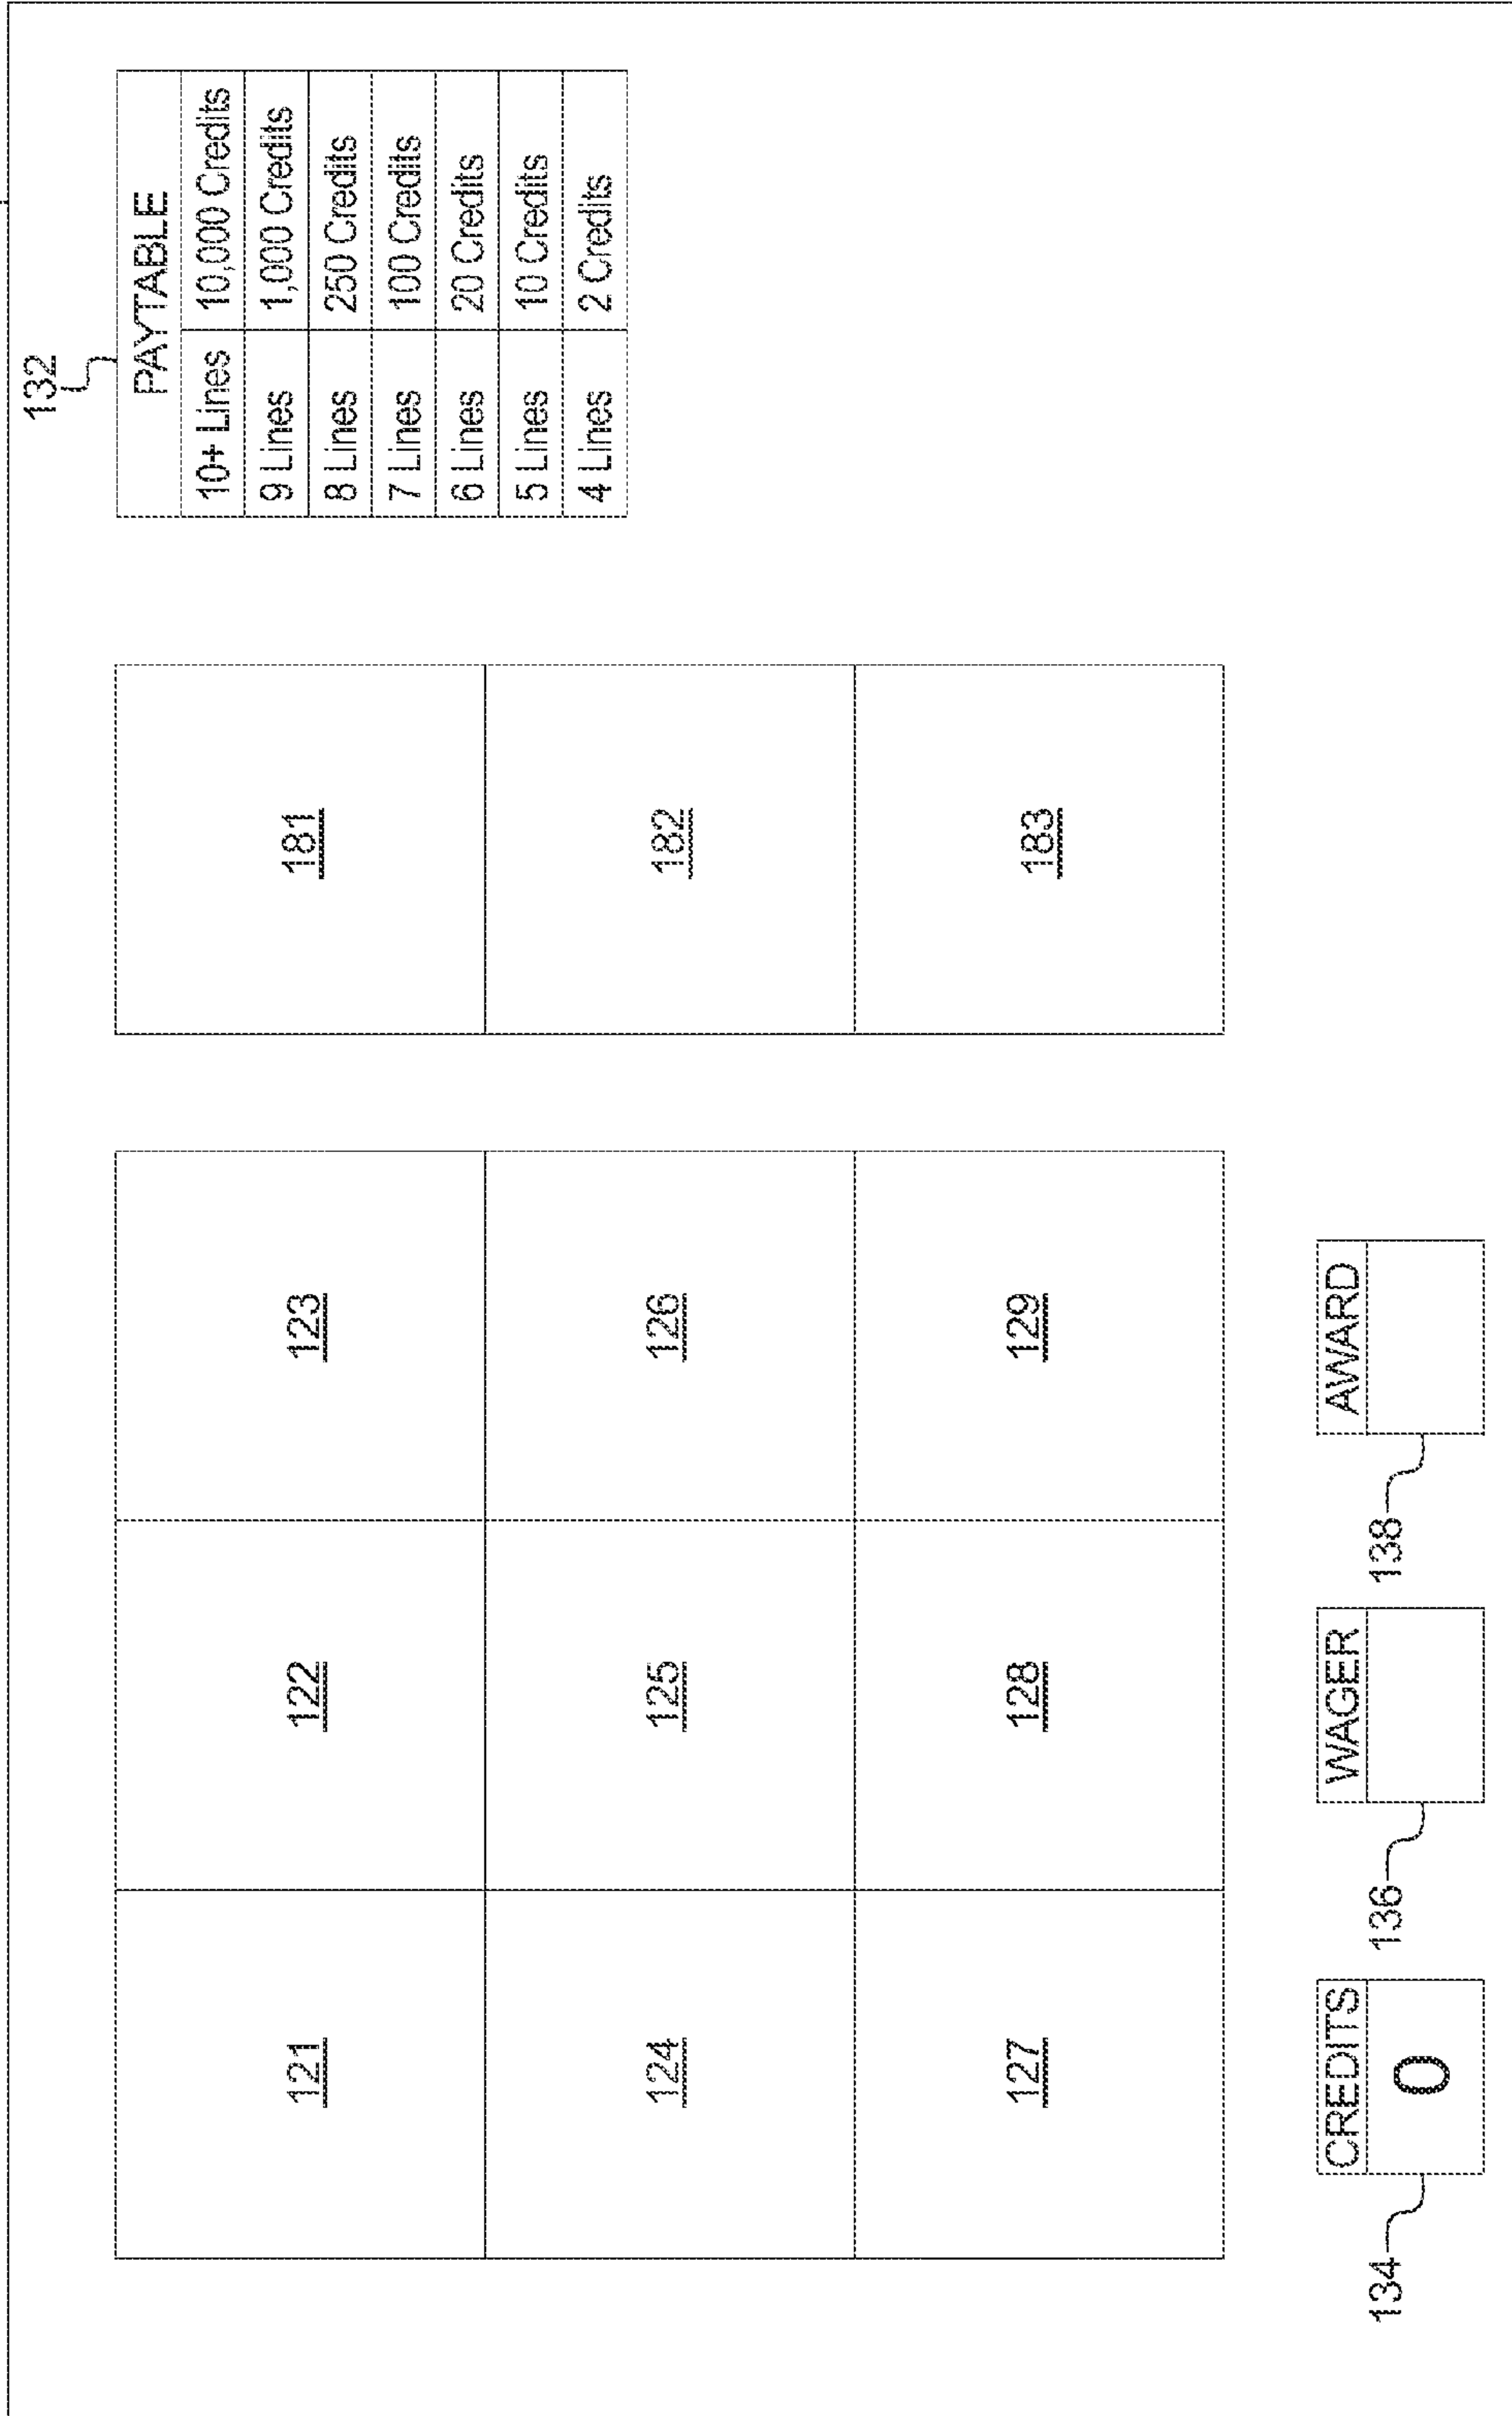 132
PAYTABLE
10+ Lines 10,000 Credits
9 Lines 1,000 Credits
8 Lines 250 Credits
7 Lines 100 Credits
6 Lines 20 Credits
5 Lines 10 Credits
4 Lines 2 Credits
121 122 123 181
124 125 126 182
127 128 129 183
CREDITS WAGER AWARD
0
134 136 138